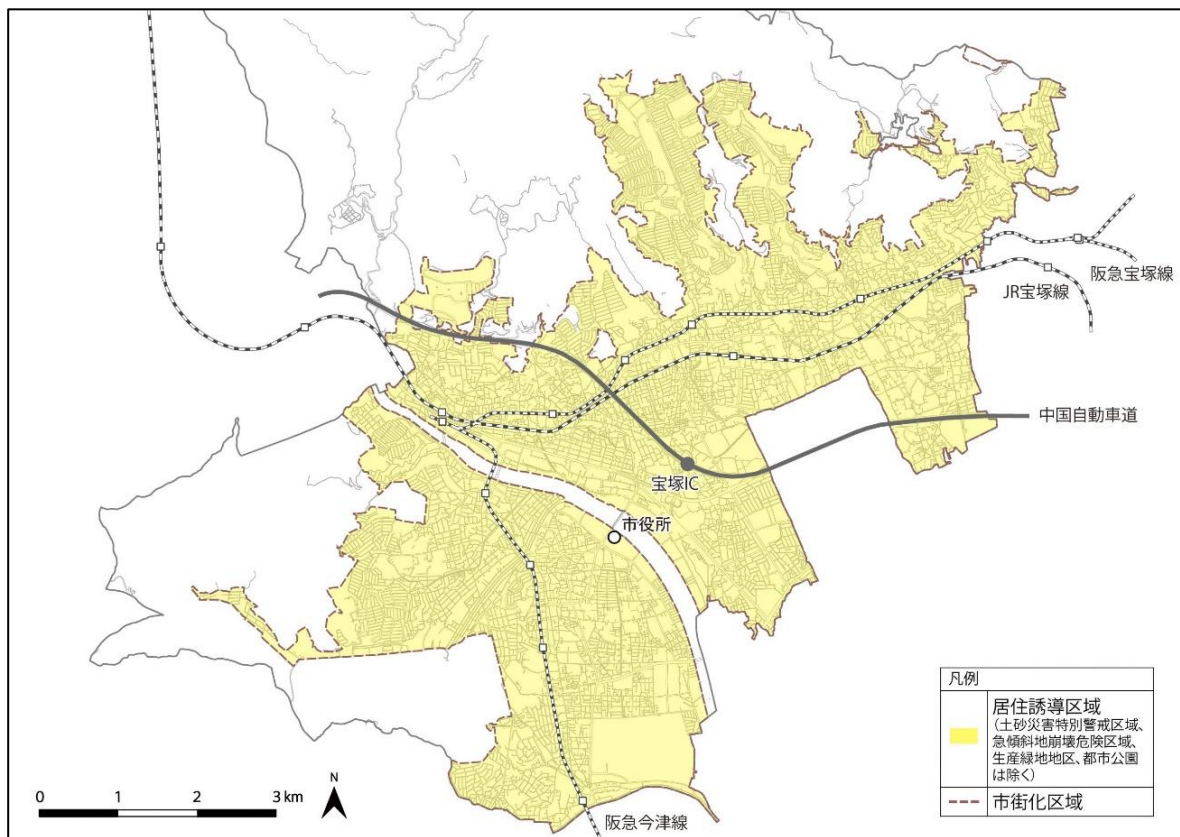 阪急宝塚線
JR宝塚線
中国自動車道
宝塚IC
市役所
凡例
居住誘導区域
(土砂災害特別警戒区域、
急傾斜地崩壊危険区域、
生産緑地地区、都市公園
は除く)
市街化区域
0 1 2 3 km
N
阪急今津線